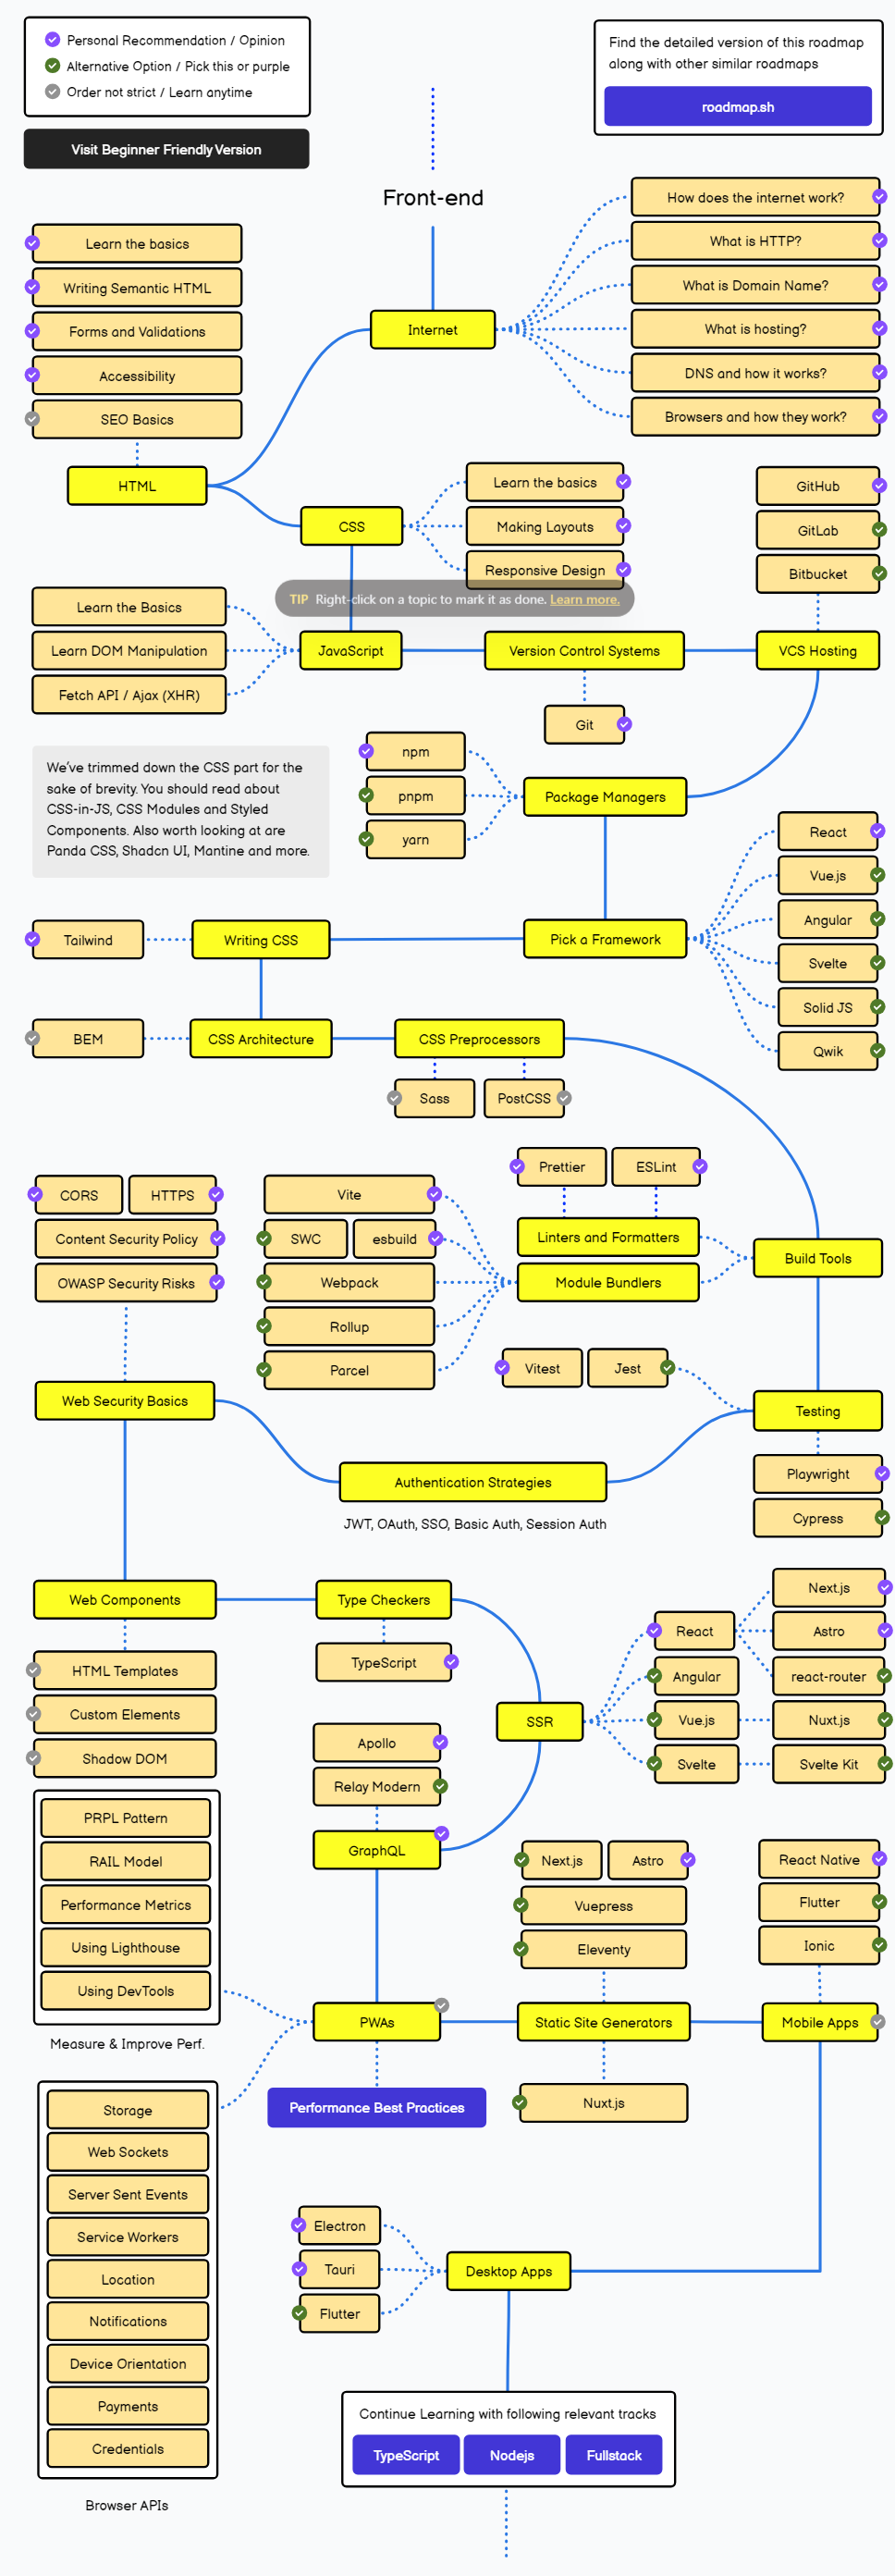 Personal Recommendation / Opinion
Alternative Option / Pick this or purple
Order not strict / Learn anytime
Visit Beginner Friendly Version
Find the detailed version of this roadmap
along with other similar roadmaps
roadmap.sh
Front-end
How does the internet work?
What is HTTP?
What is Domain Name?
What is hosting?
DNS and how it works?
Browsers and how they work?
Internet
Learn the basics
Writing Semantic HTML
Forms and Validations
Accessibility
SEO Basics
HTML
CSS
Learn the basics
Making Layouts
Responsive Design
GitHub
GitLab
Bitbucket
TIP Right-click on a topic to mark it as done. Learn more.
Learn the Basics
Learn DOM Manipulation
Fetch API / Ajax (XHR)
JavaScript
Version Control Systems
VCS Hosting
Git
We've trimmed down the CSS part for the
sake of brevity. You should read about
CSS-in-JS, CSS Modules and Styled
Components. Also worth looking at are
Panda CSS, Shadcn UI, Mantine and more.
npm
pnpm
yarn
Package Managers
React
Vue.js
Angular
Svelte
Solid JS
Qwik
Tailwind
Writing CSS
Pick a Framework
BEM
CSS Architecture
CSS Preprocessors
Sass
PostCSS
Prettier
ESLint
Linters and Formatters
Module Bundlers
Build Tools
CORS
HTTPS
Content Security Policy
OWASP Security Risks
Vite
SWC
esbuild
Webpack
Rollup
Parcel
Vitest
Jest
Web Security Basics
Testing
Playwright
Cypress
Authentication Strategies
JWT, OAuth, SSO, Basic Auth, Session Auth
Web Components
Type Checkers
HTML Templates
Custom Elements
Shadow DOM
TypeScript
SSR
React
Angular
Vue.js
Svelte
Next.js
Astro
react-router
Nuxt.js
Svelte Kit
Apollo
Relay Modern
GraphQL
PRPL Pattern
RAIL Model
Performance Metrics
Using Lighthouse
Using DevTools
Measure & Improve Perf.
Next.js
Astro
Vuepress
Eleventy
React Native
Flutter
Ionic
PWAs
Static Site Generators
Mobile Apps
Performance Best Practices
Nuxt.js
Storage
Web Sockets
Server Sent Events
Service Workers
Location
Notifications
Device Orientation
Payments
Credentials
Browser APIs
Electron
Tauri
Flutter
Desktop Apps
Continue Learning with following relevant tracks
TypeScript
Nodejs
Fullstack